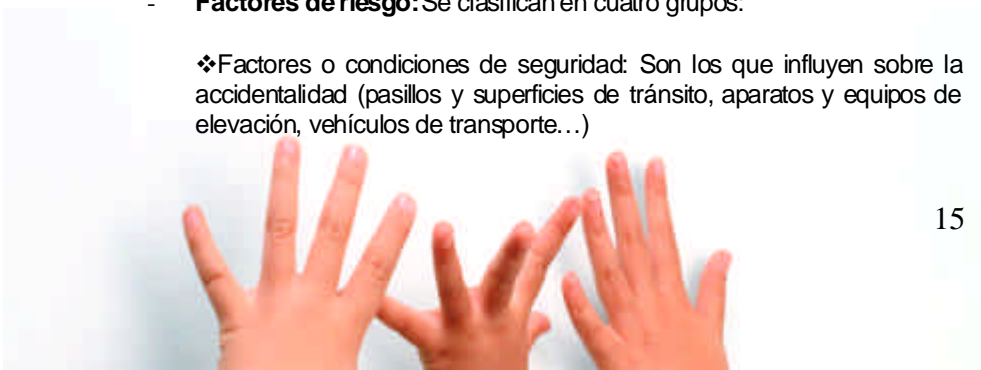 - Factores de riesgo: Se clasifican en cuatro grupos:
❖Factores o condiciones de seguridad: Son los que influyen sobre la
accidentalidad (pasillos y superficies de tránsito, aparatos y equipos de
elevación, vehículos de transporte…)
15